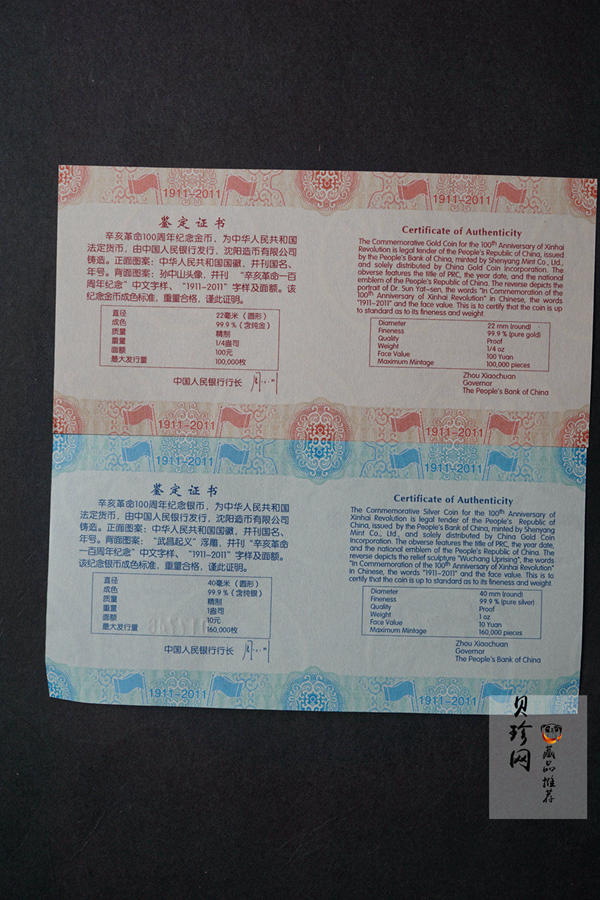 1911-2011
1911-2011
鉴定证书
辛亥革命100周年纪念金币，为中华人民共和国
法定货币，由中国人民银行发行，沈阳造币有限公司
铸造。正面图案：中华人民共和国国徽，并刊国名、
年号。背面图案：孙中山头像，并刊“辛亥革命一百
周年纪念”中文字样、“1911-2011”字样及面额。该
纪念金币成色标准，重量合格，谨此证明。
直径 22毫米（圆形）
成色 99.9%（含纯金）
质量 精制
重量 1/4盎司
面额 100元
最大发行量 100,000枚
中国人民银行行长
Certificate of Authenticity
The Commemorative Gold Coin for the 100th Anniversary of Xinhai
Revolution is legal tender of the People's Republic of China, issued
by the People's Bank of China, minted by Shenyang Mint Co., Ltd.,
and solely distributed by China Gold Coin Incorporation. The
obverse features the title of PRC, the year date, and the national
emblem of the People's Republic of China. The reverse depicts the
portrait of Dr. Sun Yat-sen, the words "In Commemoration of the
100th Anniversary of Xinhai Revolution" in Chinese, the words
"1911-2011" and the face value. This is to certify that the coin is up
to standard as to its fineness and weight.
Diameter 22 mm (round)
Fineness 99.9 % (pure gold)
Quality Proof
Weight 1/4 oz
Face Value 100 Yuan
Maximum Mintage 100,000 pieces
Zhou Xiaochuan
Governor
The People's Bank of China
1911-2011
1911-2011
1911-2011
1911-2011
鉴定证书
辛亥革命100周年纪念银币，为中华人民共和国
法定货币，由中国人民银行发行，沈阳造币有限公司
铸造。正面图案：中华人民共和国国徽，并刊国名、
年号。背面图案：“武昌起义”浮雕，并刊“辛亥革命
一百周年纪念”中文字样、“1911-2011”字样及面额。
该纪念银币成色标准，重量合格，谨此证明。
直径 40毫米（圆形）
成色 99.9%（含纯银）
质量 精制
重量 1盎司
面额 10元
最大发行量 160,000枚
中国人民银行行长
Certificate of Authenticity
The Commemorative Silver Coin for the 100th Anniversary of
Xinhai Revolution is legal tender of the People's Republic of
China, issued, by the People's Bank of China, minted by Shenyang
Mint Co., Ltd., and solely distributed by China Gold Coin
Incorporation. The obverse features the title of PRC, the year date,
and the national emblem of the People's Republic of China. The
reverse depicts the relief sculpture "Wuchang Uprising", the words
"In Commemoration of the 100th Anniversary of Xinhai Revolution"
in Chinese, the words "1911-2011" and the face value. This is to
certify that the coin is up to standard as to its fineness and weight.
Diameter 40 mm (round)
Fineness 99.9 % (pure silver)
Quality Proof
Weight 1 oz
Face Value 10 Yuan
Maximum Mintage 160,000 pieces
Zhou Xiaochuan
Governor
The People's Bank of China
1911-2011
1911-2011
贝珍网
藏品推荐